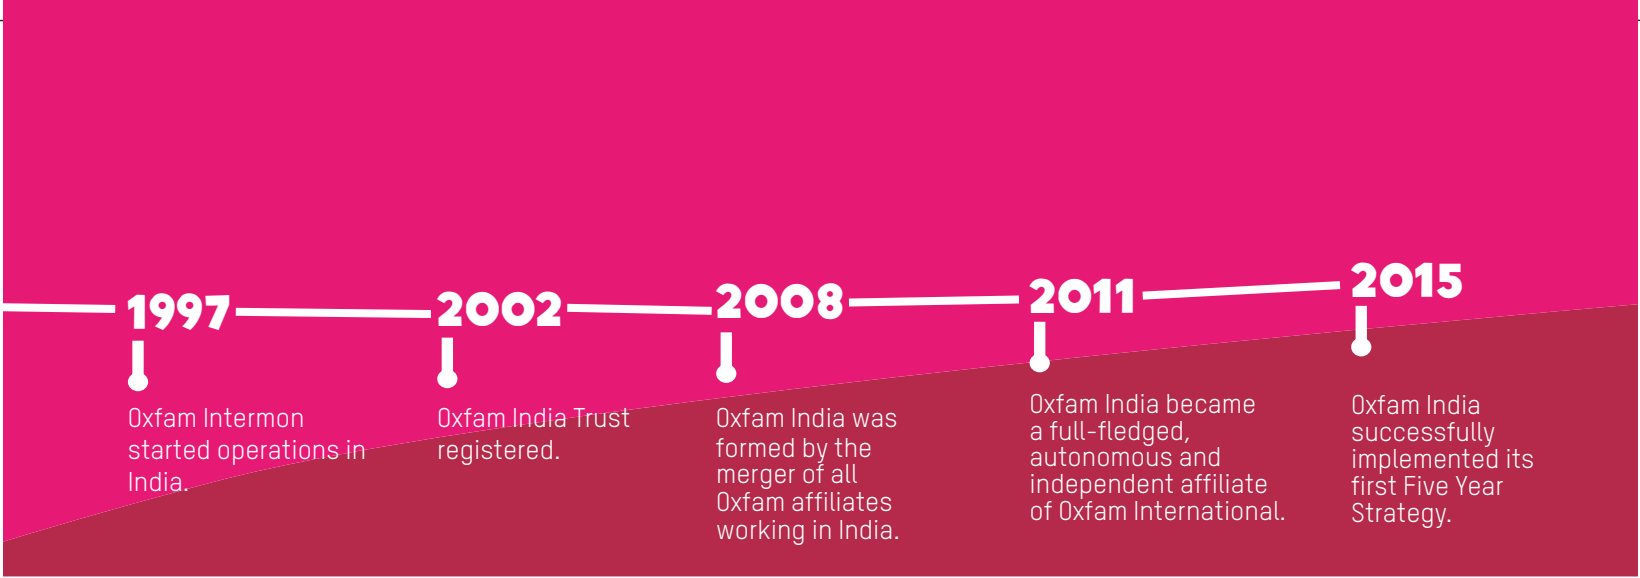 1997
Oxfam Intermon
started operations in
India.
2002
Oxfam India Trust
registered.
2008
Oxfam India was
formed by the
merger of all
Oxfam affiliates
working in India.
2011
Oxfam India became
a full-fledged,
autonomous and
independent affiliate
of Oxfam International.
2015
Oxfam India
successfully
implemented its
first Five Year
Strategy.